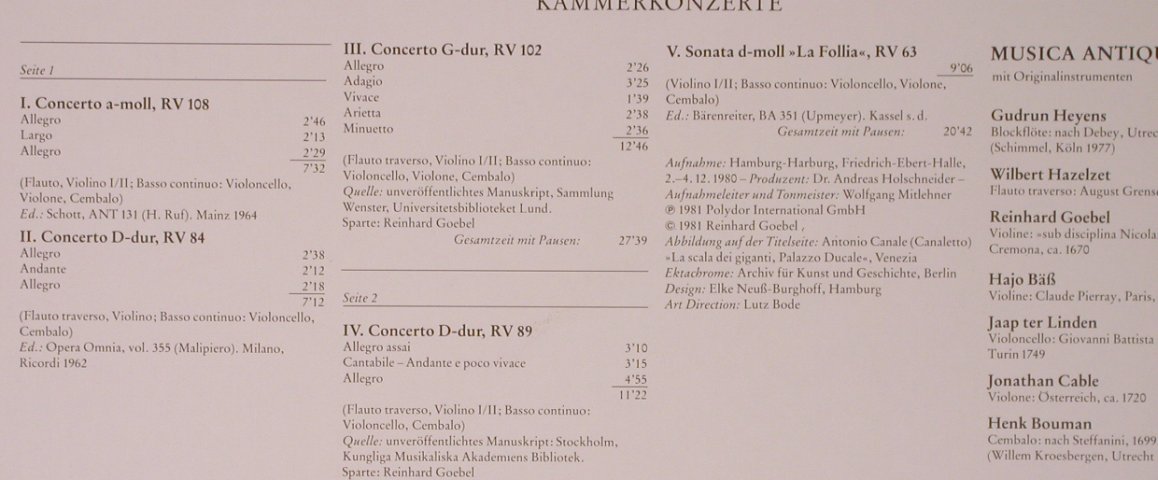 KAMMERKONZERTE
Seite 1
I. Concerto a-moll, RV 108
Allegro 2'46
Largo 2'13
Allegro 2'29
7'32
(Flauto, Violino I/II; Basso continuo: Violoncello,
Violone, Cembalo)
Ed.: Schott, ANT 131 (H. Ruf). Mainz 1964
II. Concerto D-dur, RV 84
Allegro 2'38
Andante 2'12
Allegro 2'18
7'12
(Flauto traverso, Violino; Basso continuo: Violoncello,
Cembalo)
Ed.: Opera Omnia, vol. 355 (Malipiero). Milano,
Ricordi 1962
III. Concerto G-dur, RV 102
Allegro 2'26
Adagio 3'25
Vivace 1'39
Arietta 2'38
Minuetto 2'36
12'46
(Flauto traverso, Violino I/II; Basso continuo:
Violoncello, Violone, Cembalo)
Quelle: unveröffentlichtes Manuskript, Sammlung
Wenster, Universitetsbiblioteket Lund.
Sparte: Reinhard Goebel
Gesamtzeit mit Pausen: 27'39
Seite 2
IV. Concerto D-dur, RV 89
Allegro assai 3'10
Cantabile – Andante e poco vivace 3'15
Allegro 4'55
11'22
(Flauto traverso, Violino I/II; Basso continuo:
Violoncello, Cembalo)
Quelle: unveröffentlichtes Manuskript: Stockholm,
Kungliga Musikaliska Akademiens Bibliotek.
Sparte: Reinhard Goebel
V. Sonata d-moll »La Follia«, RV 63
9'06
(Violino I/II; Basso continuo: Violoncello, Violone,
Cembalo)
Ed.: Bärenreiter, BA 351 (Upmeyer). Kassel s. d.
Gesamtzeit mit Pausen: 20'42
Aufnahme: Hamburg-Harburg, Friedrich-Ebert-Halle,
2.–4. 12. 1980 – Produzent: Dr. Andreas Holschneider –
Aufnahmeleiter und Tonmeister: Wolfgang Mitlehner
℗ 1981 Polydor International GmbH
© 1981 Reinhard Goebel
Abbildung auf der Titelseite: Antonio Canale (Canaletto)
»La scala dei giganti, Palazzo Ducale«, Venezia
Ektachrome: Archiv für Kunst und Geschichte, Berlin
Design: Elke Neuß-Burghoff, Hamburg
Art Direction: Lutz Bode
MUSICA ANTIQU
mit Originalinstrumenten
Gudrun Heyens
Blockflöte: nach Debey, Utrec
(Schimmel, Köln 1977)
Wilbert Hazelzet
Flauto traverso: August Grense
Reinhard Goebel
Violine: »sub disciplina Nicola
Cremona, ca. 1670
Hajo Bäß
Violine: Claude Pierray, Paris,
Jaap ter Linden
Violoncello: Giovanni Battista
Turin 1749
Jonathan Cable
Violone: Österreich, ca. 1720
Henk Bouman
Cembalo: nach Steffanini, 1699
(Willem Kroesbergen, Utrecht